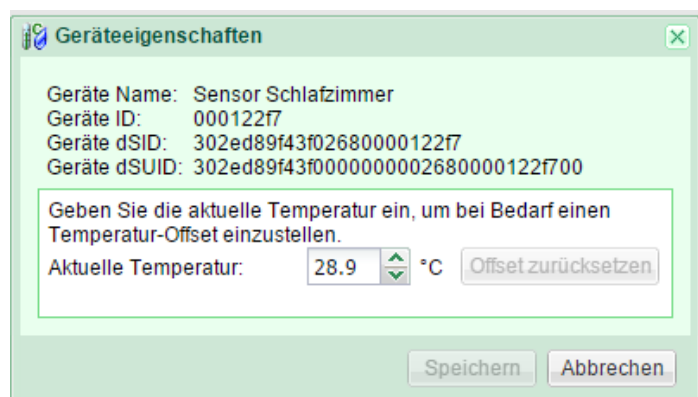 Geräteeigenschaften
Geräte Name: Sensor Schlafzimmer
Geräte ID: 000122f7
Geräte dSID: 302ed89f43f02680000122f7
Geräte dSUID: 302ed89f43f0000000002680000122f700
Geben Sie die aktuelle Temperatur ein, um bei Bedarf einen
Temperatur-Offset einzustellen.
Aktuelle Temperatur: 28.9 °C Offset zurücksetzen
Speichern Abbrechen